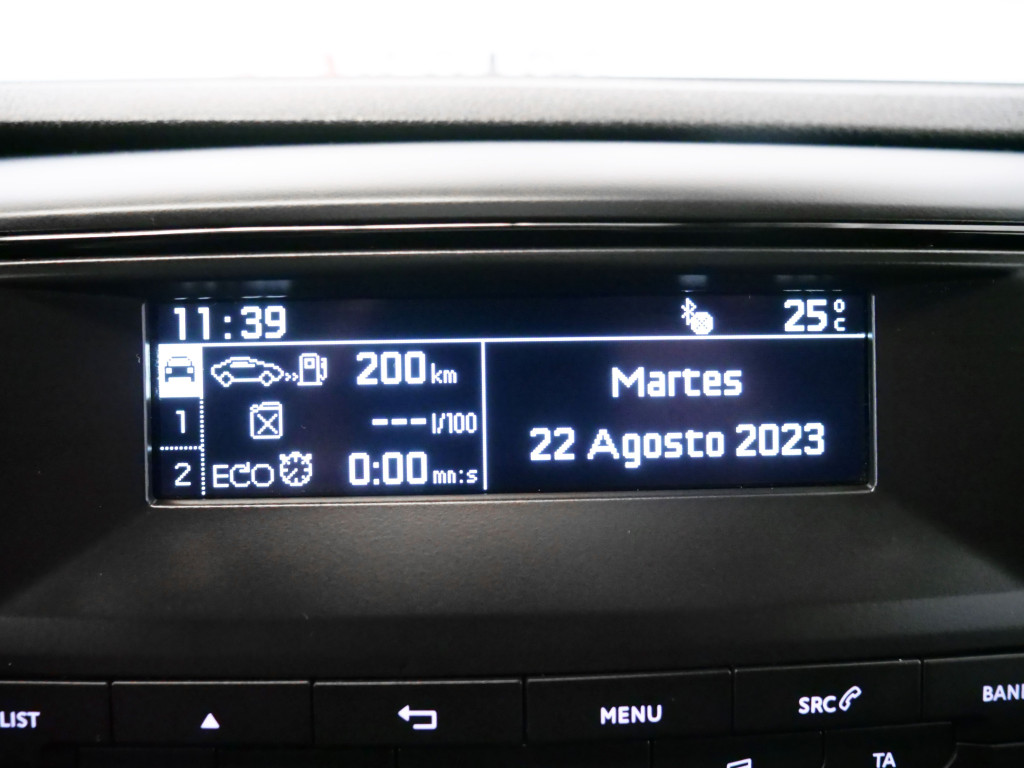 11:39 25°C
200 km
1 --- l/100
2 ECO 0:00 mn:s
Martes
22 Agosto 2023
LIST MENU SRC BAN
TA